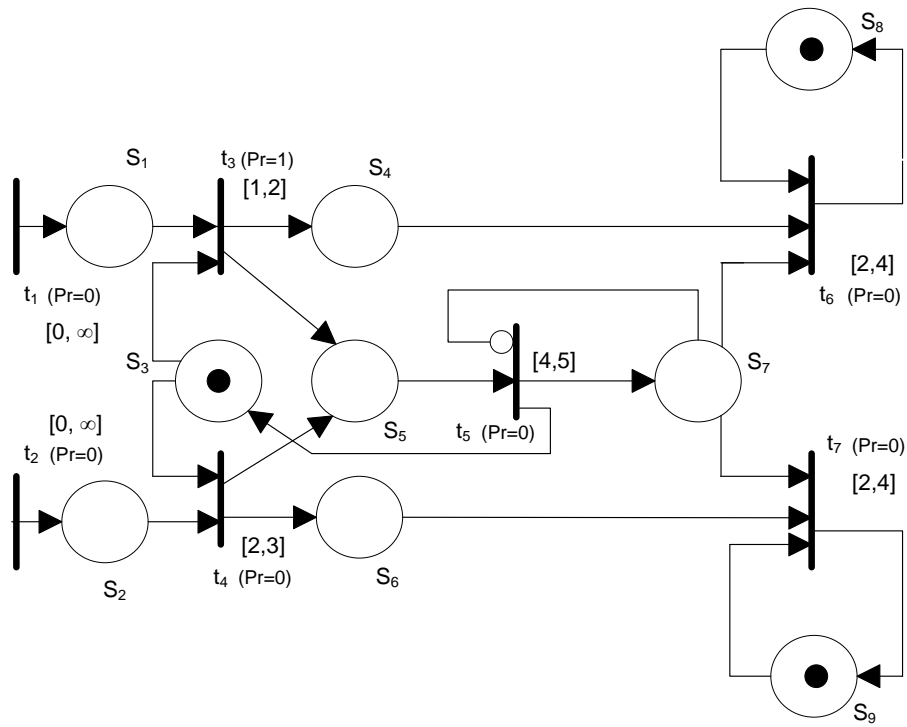 S₈
S₁
t₃ (Pr=1)
[1,2]
S₄
t₁ (Pr=0)
[0, ∞]
[2,4]
t₆ (Pr=0)
S₃
[4,5]
S₇
[0, ∞]
t₂ (Pr=0)
S₅
t₅ (Pr=0)
t₇ (Pr=0)
[2,4]
S₂
[2,3]
t₄ (Pr=0)
S₆
S₉